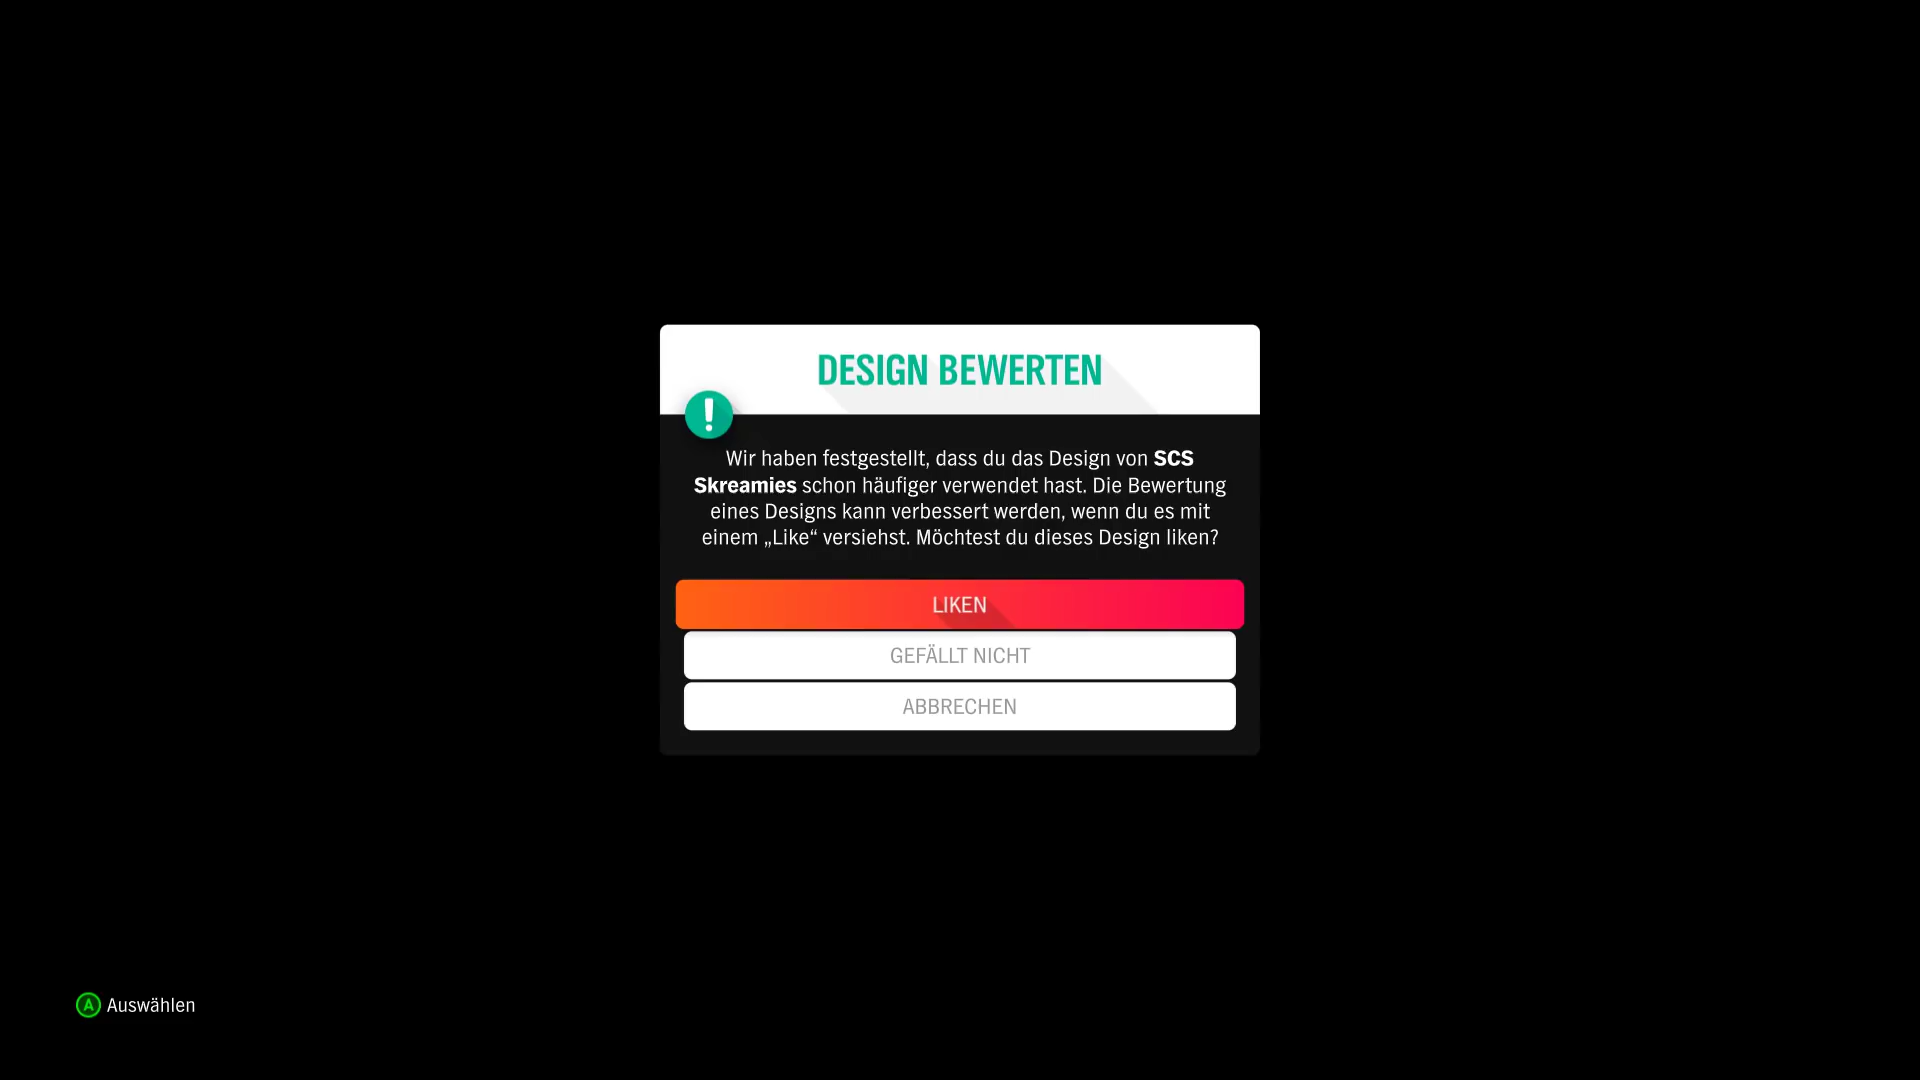 DESIGN BEWERTEN
Wir haben festgestellt, dass du das Design von SCS
Skreamies schon häufiger verwendet hast. Die Bewertung
eines Designs kann verbessert werden, wenn du es mit
einem „Like“ versiehst. Möchtest du dieses Design liken?
LIKEN
GEFÄLLT NICHT
ABBRECHEN
A Auswählen